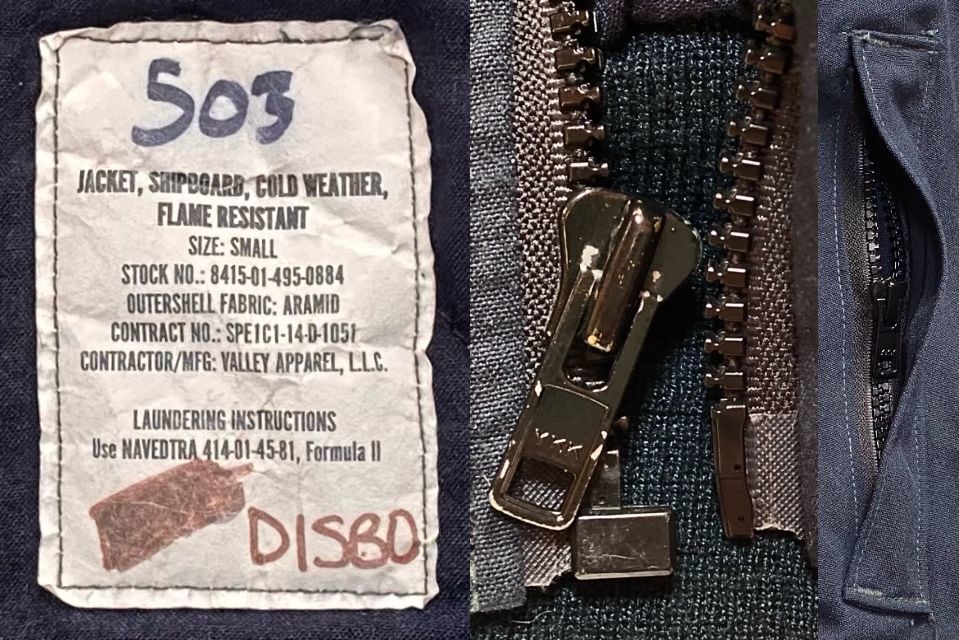 503
JACKET, SHIPBOARD, COLD WEATHER,
FLAME RESISTANT
SIZE: SMALL
STOCK NO.: 8415-01-495-0884
OUTERSHELL FABRIC: ARAMID
CONTRACT NO.: SPE1C1-14-D-1051
CONTRACTOR/MFG: VALLEY APPAREL, L.L.C.
LAUNDERING INSTRUCTIONS
Use NAVEDTRA 414-01-45-81, Formula II
DISBO
YKK